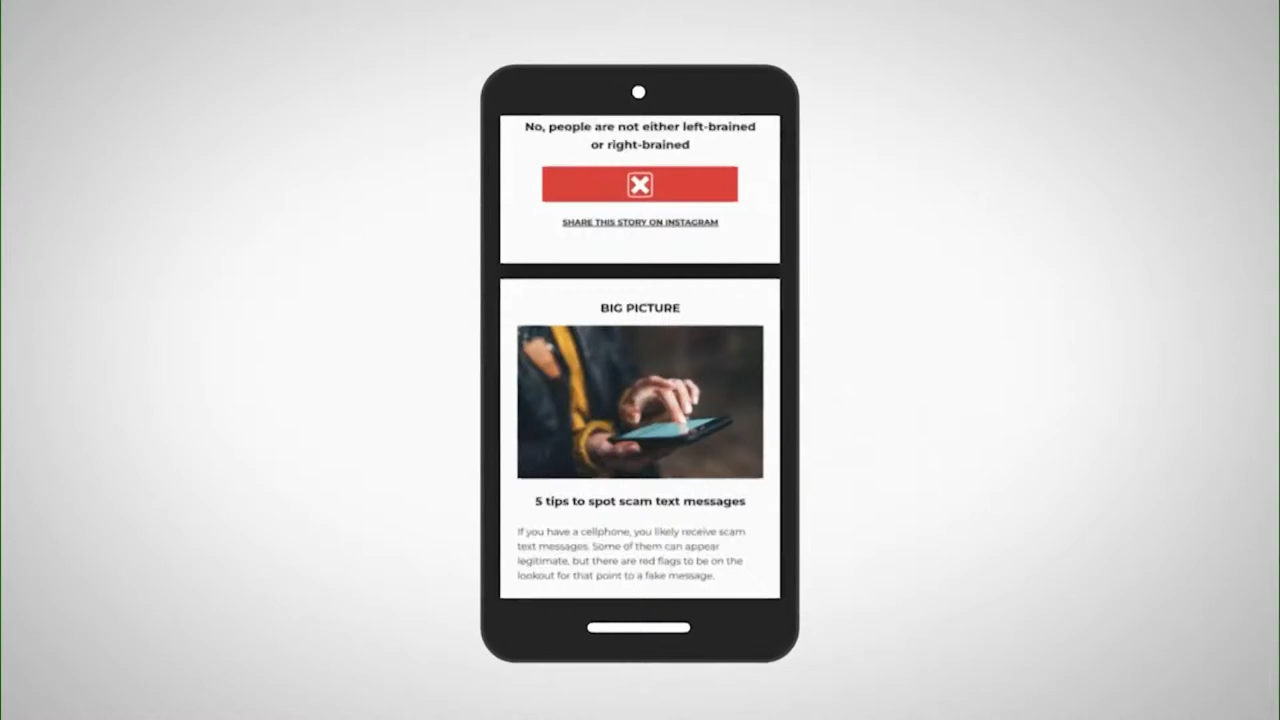 No, people are not either left-brained
or right-brained
SHARE THIS STORY ON INSTAGRAM
BIG PICTURE
5 tips to spot scam text messages
If you have a cellphone, you likely receive scam
text messages. Some of them can appear
legitimate, but there are red flags to be on the
lookout for that point to a fake message.